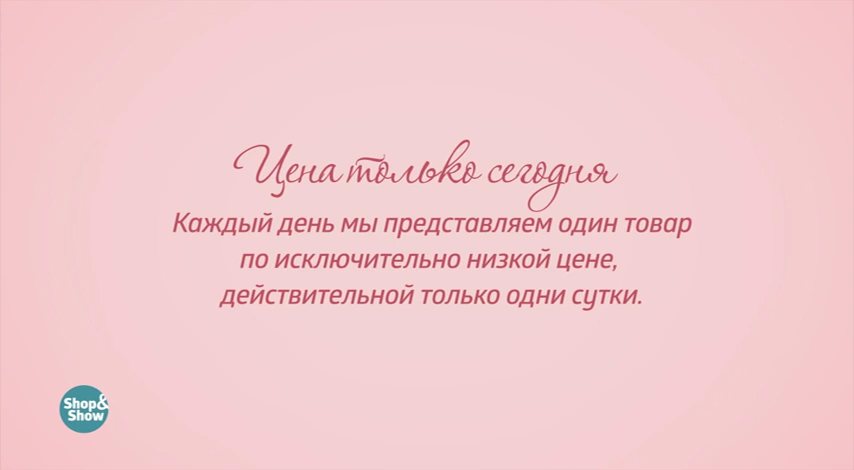 Цена только сегодня
Каждый день мы представляем один товар
по исключительно низкой цене,
действительной только одни сутки.
Shop&
Show